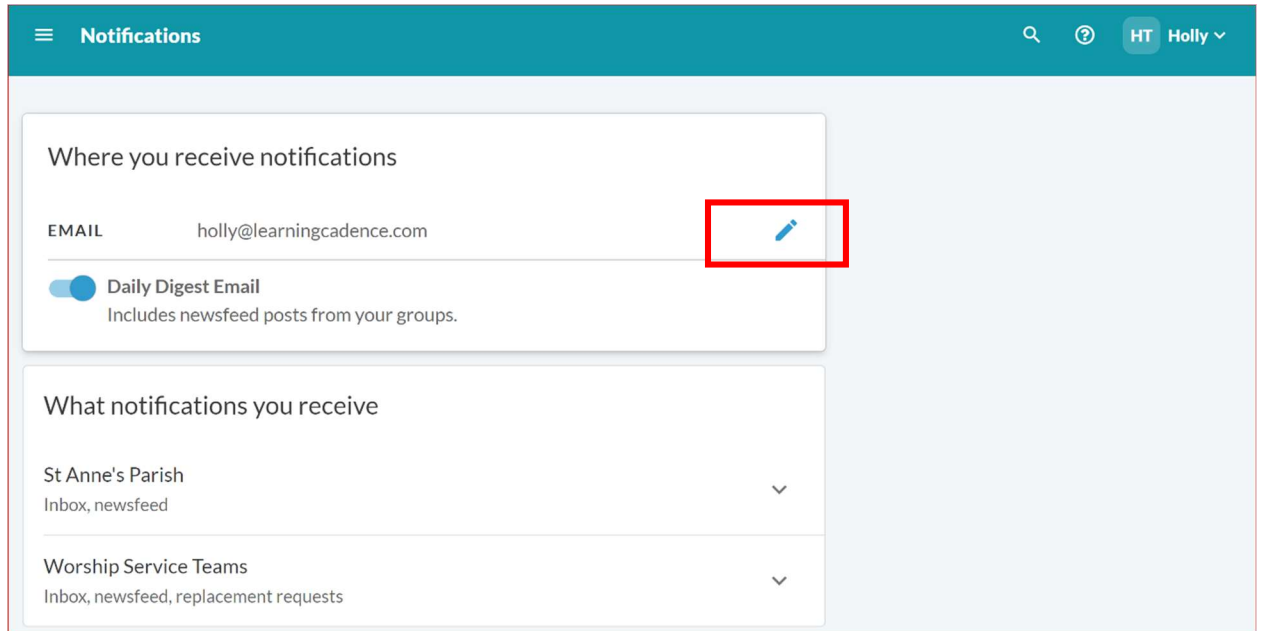 Notifications
HT Holly
Where you receive notifications
EMAIL holly@learningcadence.com
Daily Digest Email
Includes newsfeed posts from your groups.
What notifications you receive
St Anne's Parish
Inbox, newsfeed
Worship Service Teams
Inbox, newsfeed, replacement requests